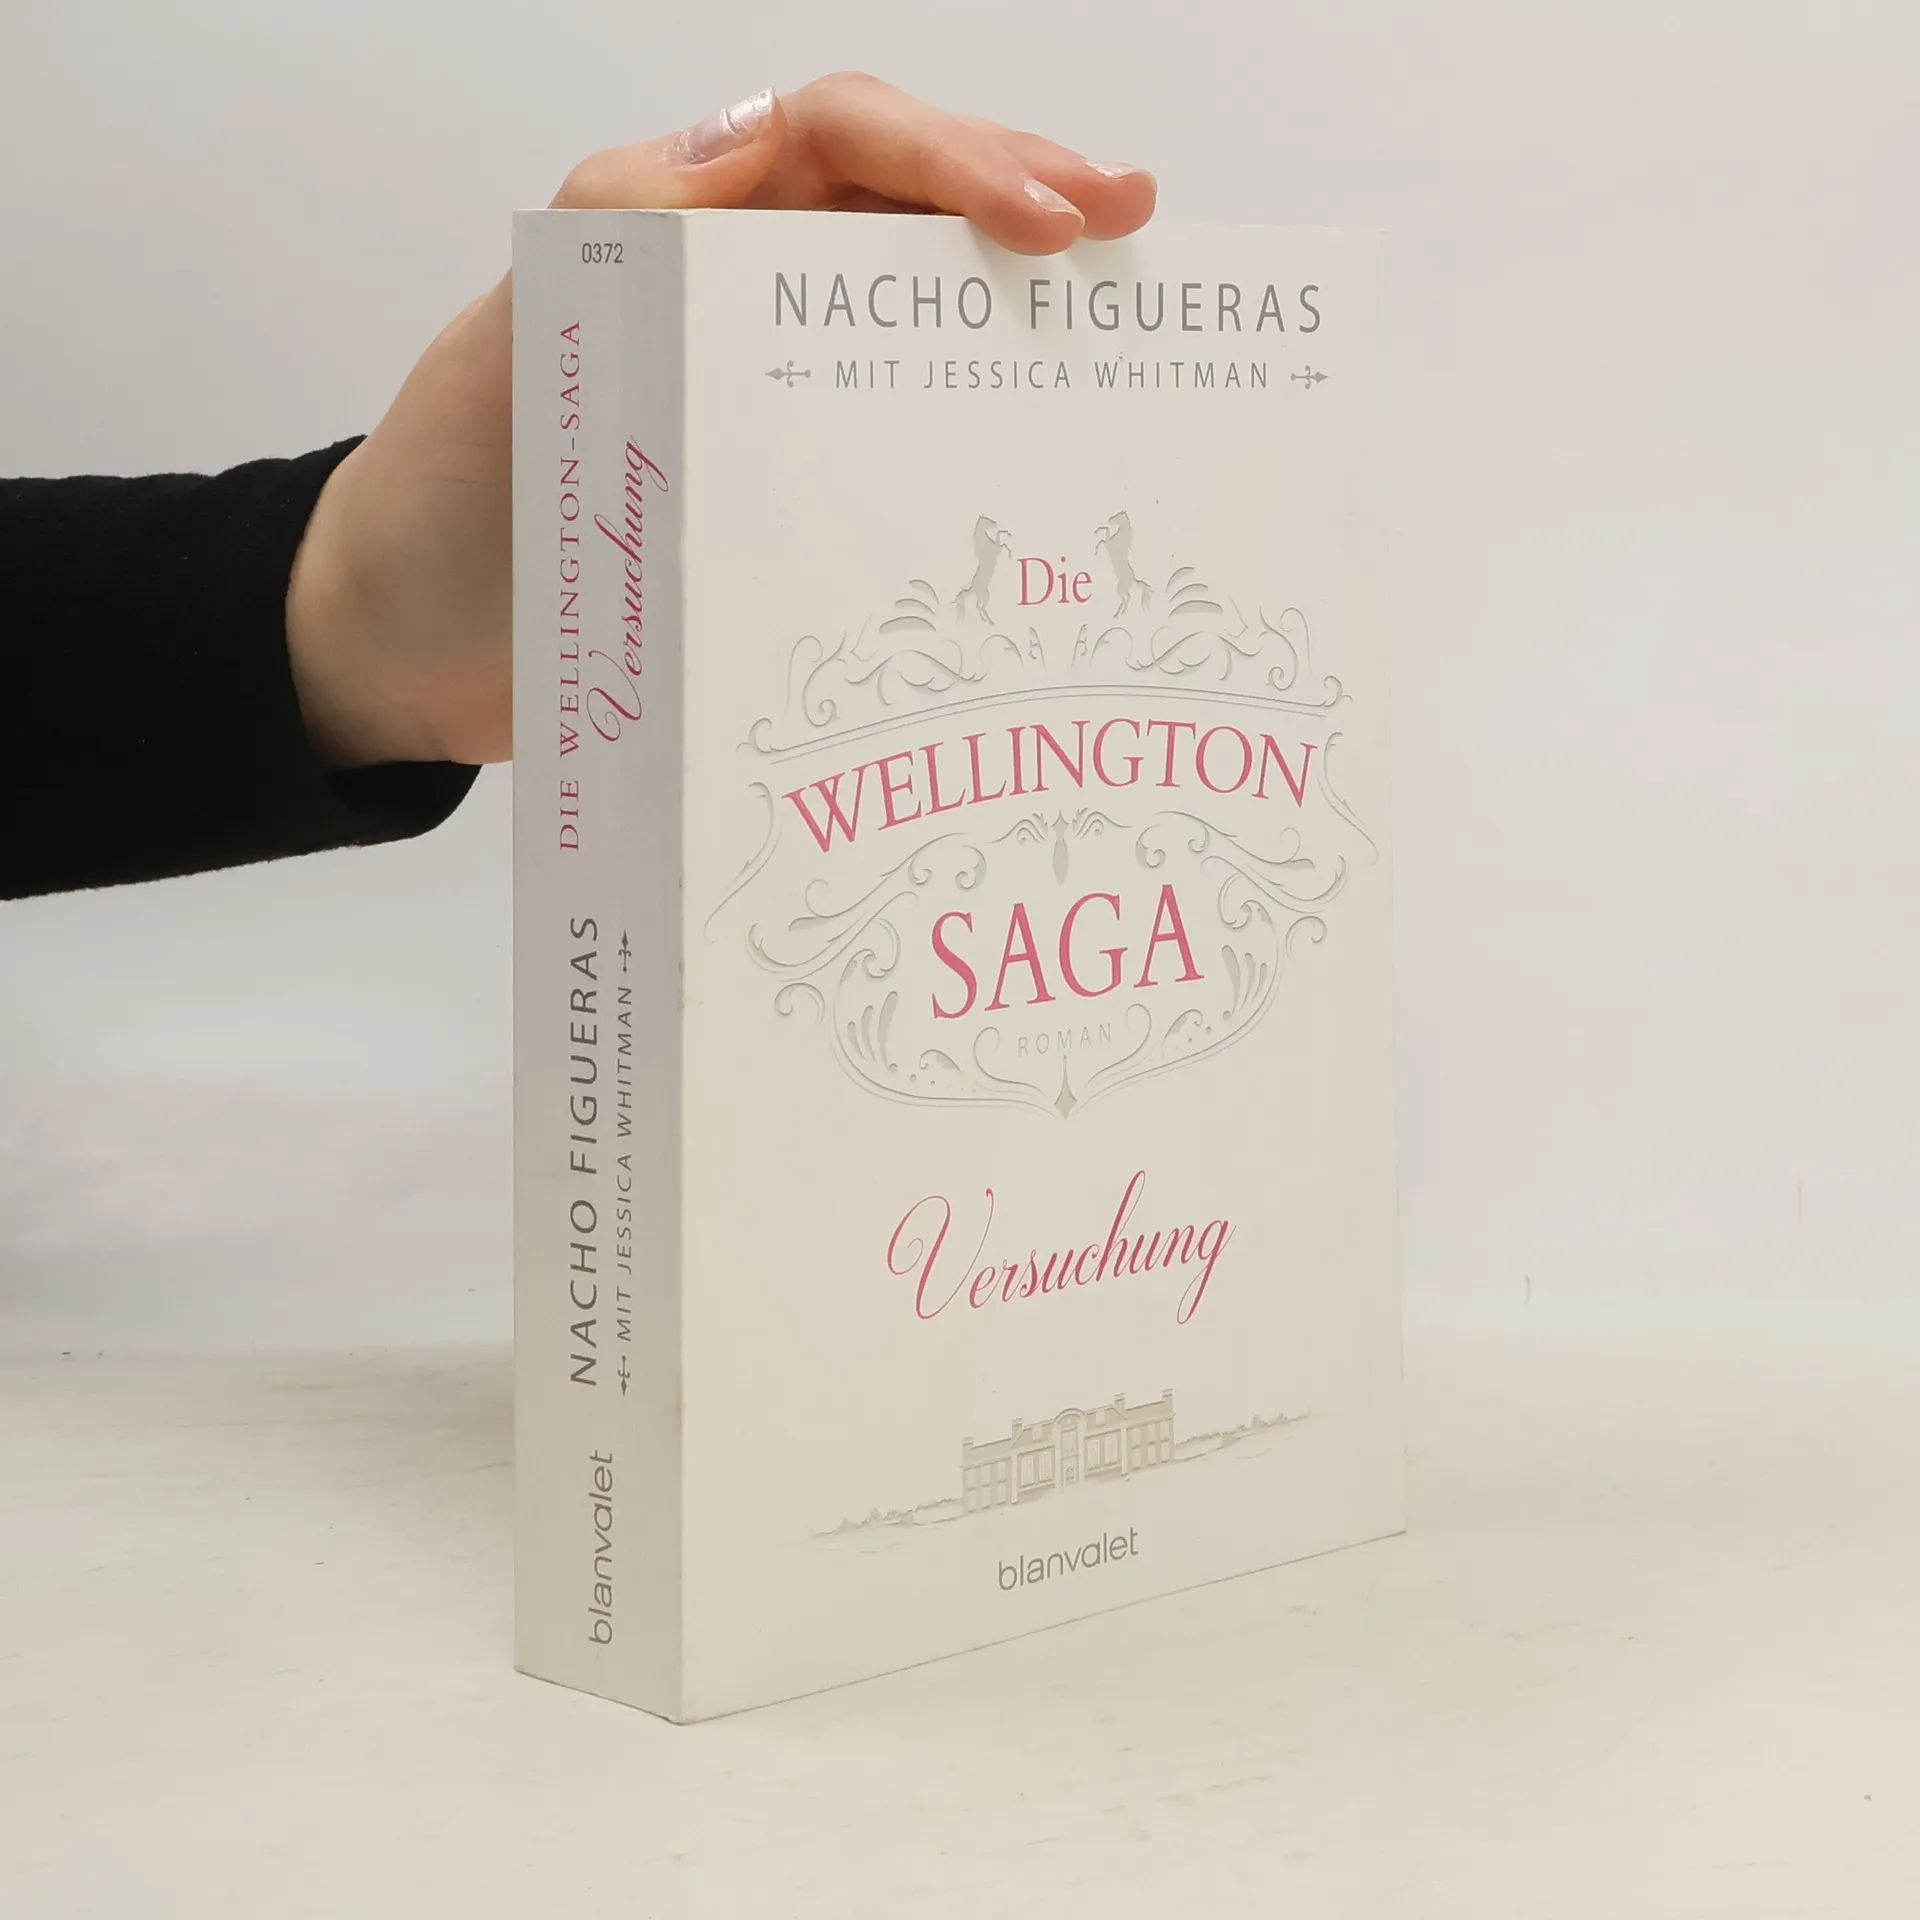 0372
DIE WELLINGTON-SAGA
Versuchung
NACHO FIGUERAS
MIT JESSICA WHITMAN
blanvalet
NACHO FIGUERAS
MIT JESSICA WHITMAN
Die
WELLINGTON
SAGA
ROMAN
Versuchung
blanvalet